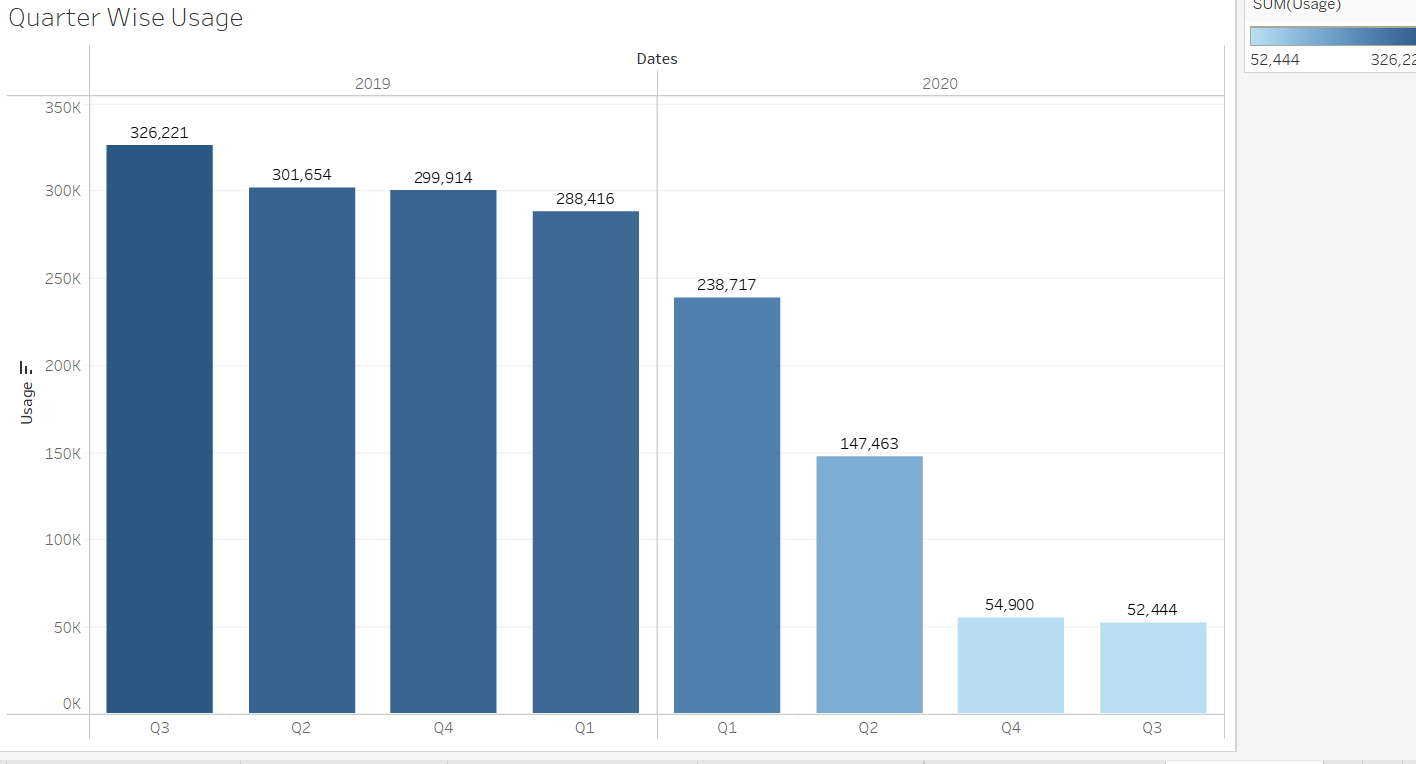 Quarter Wise Usage
SUM(Usage)
52,444
326,22
Dates
2019
2020
350K
300K
250K
200K
150K
100K
50K
0K
Usage
326,221
301,654
299,914
288,416
238,717
147,463
54,900
52,444
Q3
Q2
Q4
Q1
Q1
Q2
Q4
Q3